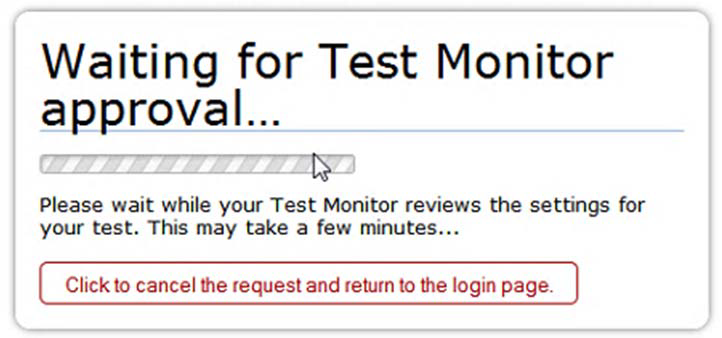 Waiting for Test Monitor
approval...
Please wait while your Test Monitor reviews the settings for
your test. This may take a few minutes...
Click to cancel the request and return to the login page.